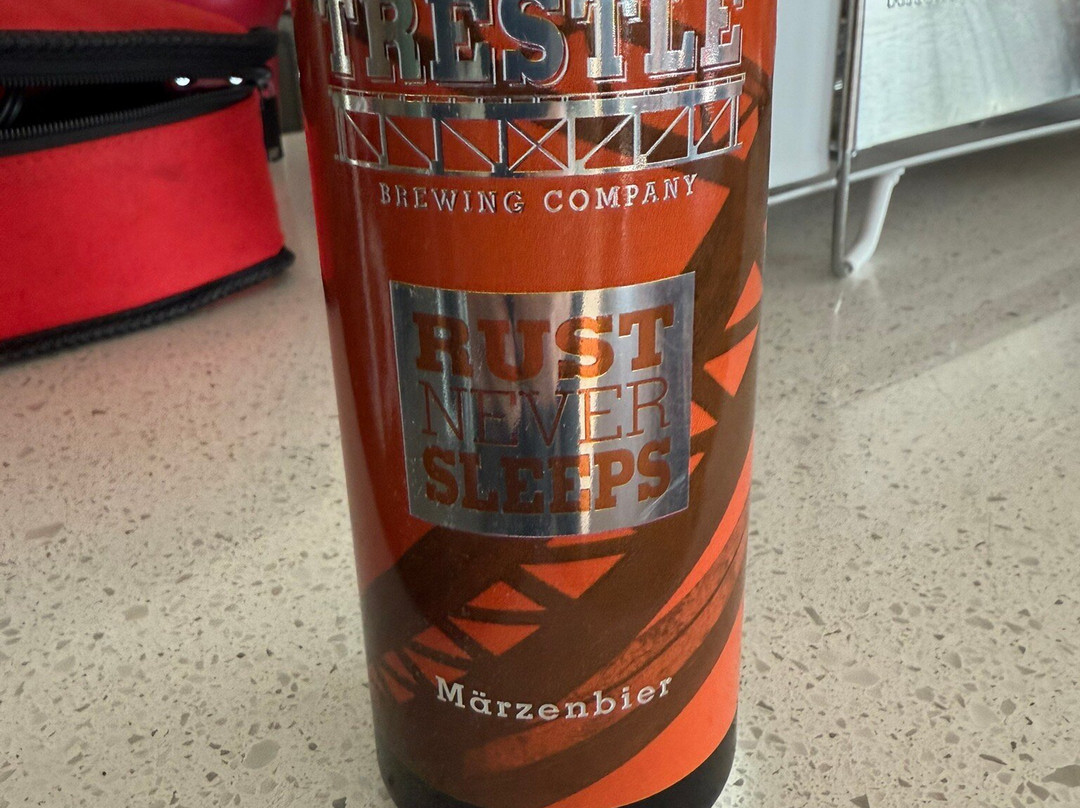 TRESTLE
BREWING COMPANY
RUST
NEVER
SLEEPS
Märzenbier